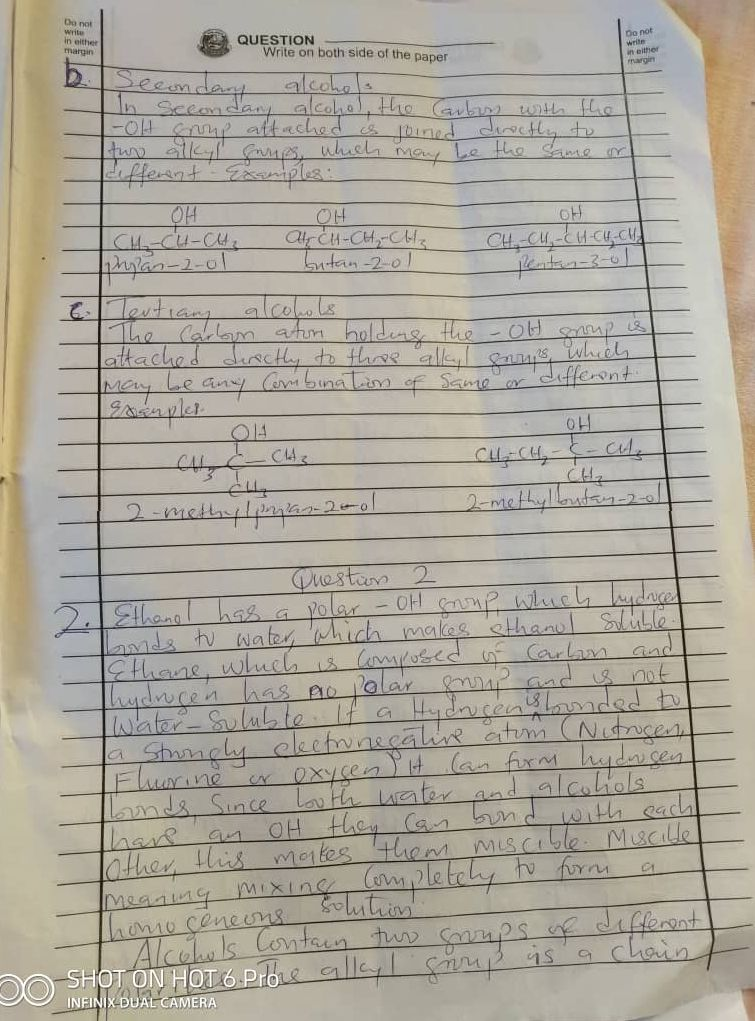 Do not
write
in either
margin
QUESTION
Write on both side of the paper
Do not
write
in either
margin
b. Secondary alcohols
In Secondary alcohol, the Carbon with the
-OH group attached is joined directly to
two alkyl groups, which may be the same or
different. Examples:
OH OH OH
CH3-CH-CH3 CH3-CH-CH2-CH3 CH3-CH2-CH-CH2-CH3
propan-2-ol butan-2-ol pentan-3-ol
c. Tertiary alcohols
The Carbon atom holding the -OH group is
attached directly to three alkyl groups, which
may be any Combination of Same or different.
Examples.
OH OH
CH3 C-CH3 CH3-CH2-C-CH3
CH3 CH3
2-methylpropan-2-ol 2-methylbutan-2-ol
Question 2
2. Ethanol has a polar -OH group, which hydrogen
bonds to water, which makes ethanol Soluble.
Ethane, which is composed of Carbon and
hydrogen has no polar group and is not
Water-Soluble. If a Hydrogen is bonded to
a Strongly electronegative atom (Nitrogen,
Fluorine or oxygen) it Can form hydrogen
bonds, Since both water and alcohols
have an OH they Can bond with each
Other, this makes them miscible. Miscible
meaning mixing Completely to form a
homogeneous Solution.
Alcohols Contain two groups of different
The alkyl group is a chain
SHOT ON HOT 6 Pro
INFINIX DUAL CAMERA